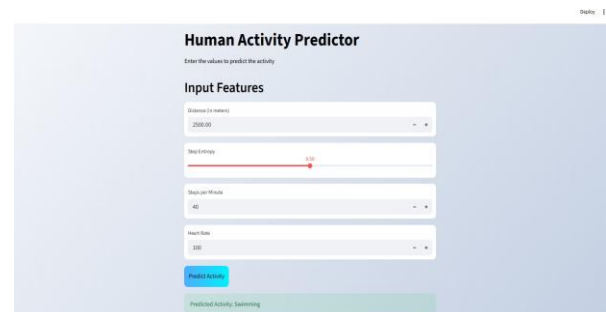 Deploy
Human Activity Predictor
Enter the values to predict the activity
Input Features
Distance (in meters)
2500.00
- +
Step Entropy
0.50
Steps per Minute
40
- +
Heart Rate
100
- +
Predict Activity
Predicted Activity: Swimming